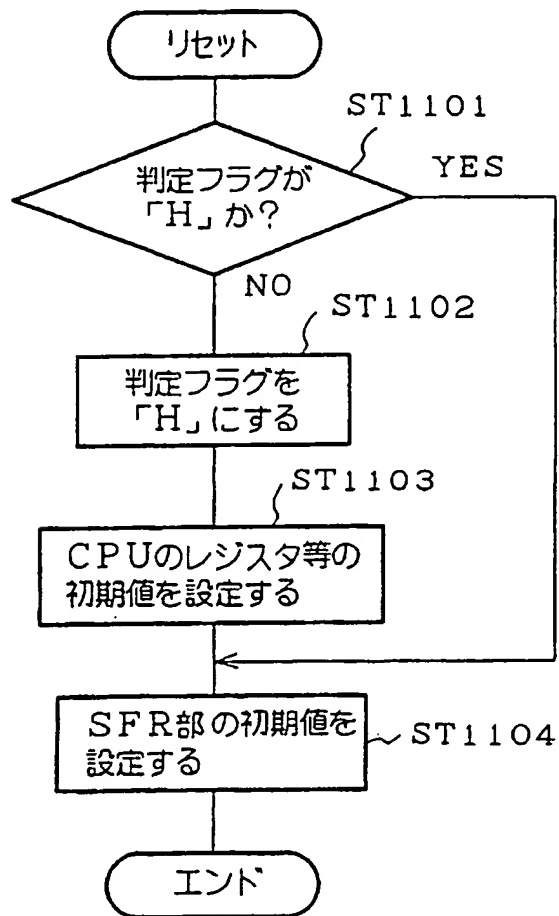 リセット
ST1101
判定フラグが
「H」か？
YES
NO
ST1102
判定フラグを
「H」にする
ST1103
CPUのレジスタ等の
初期値を設定する
SFR部の初期値を
設定する
ST1104
エンド